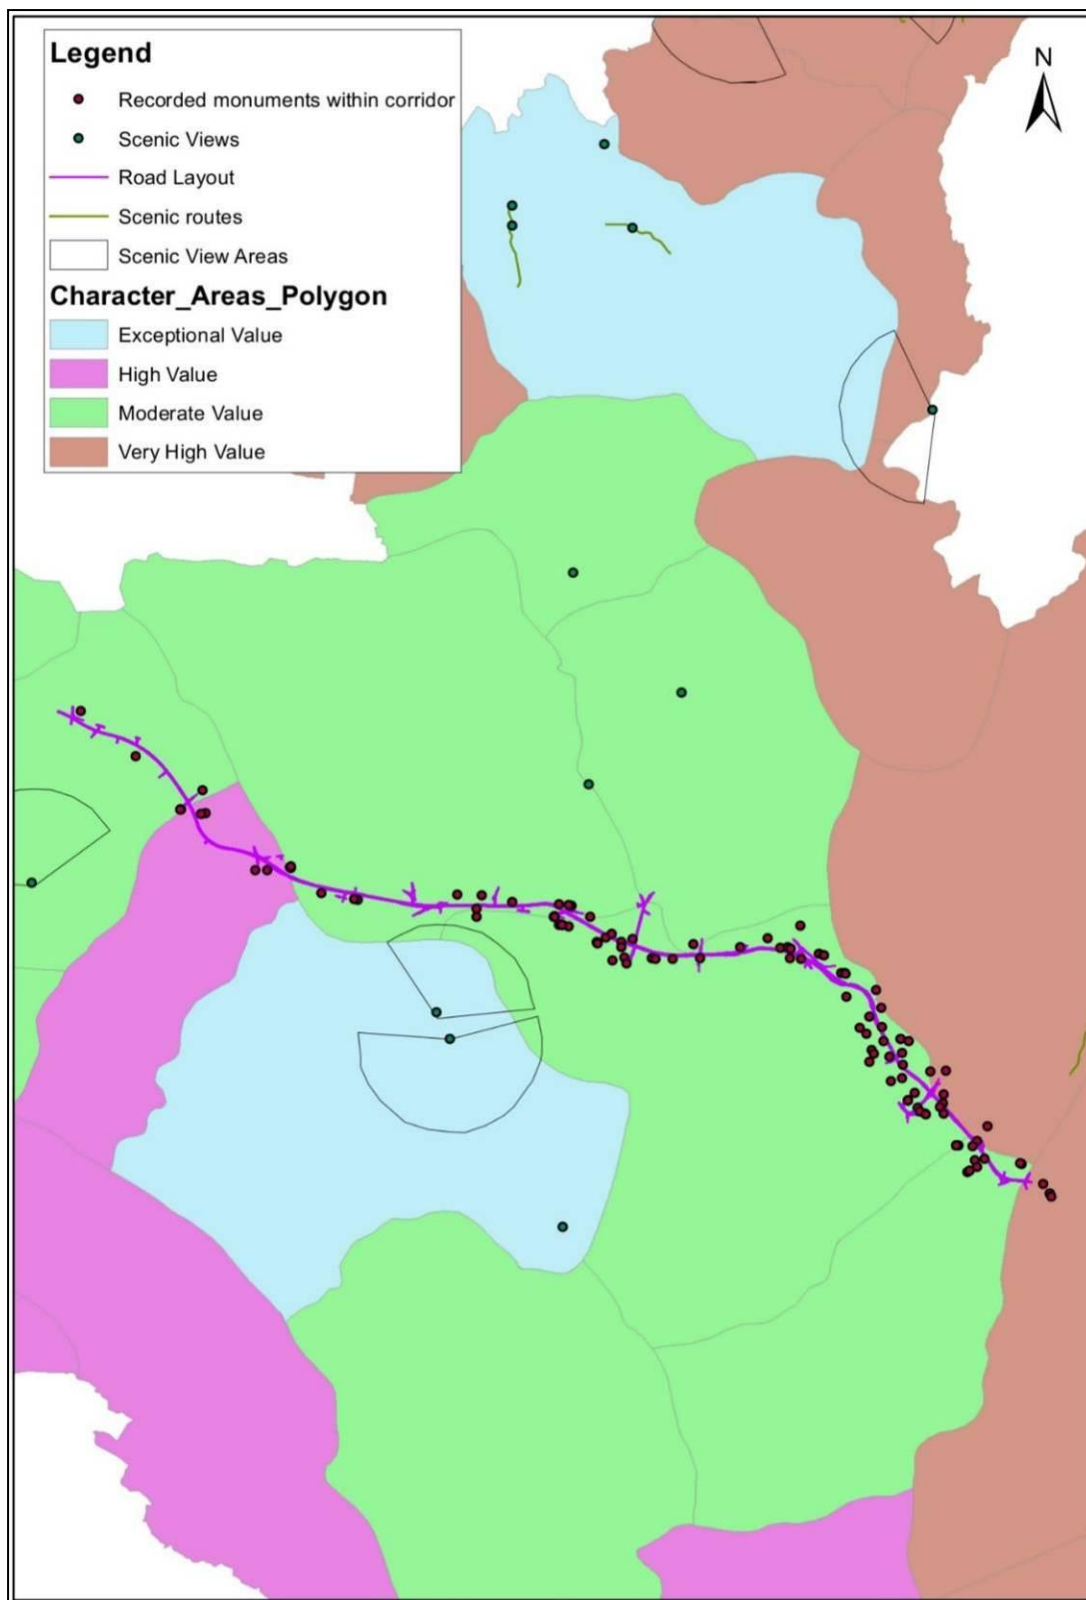 Legend
Recorded monuments within corridor
Scenic Views
Road Layout
Scenic routes
Scenic View Areas
Character_Areas_Polygon
Exceptional Value
High Value
Moderate Value
Very High Value
N